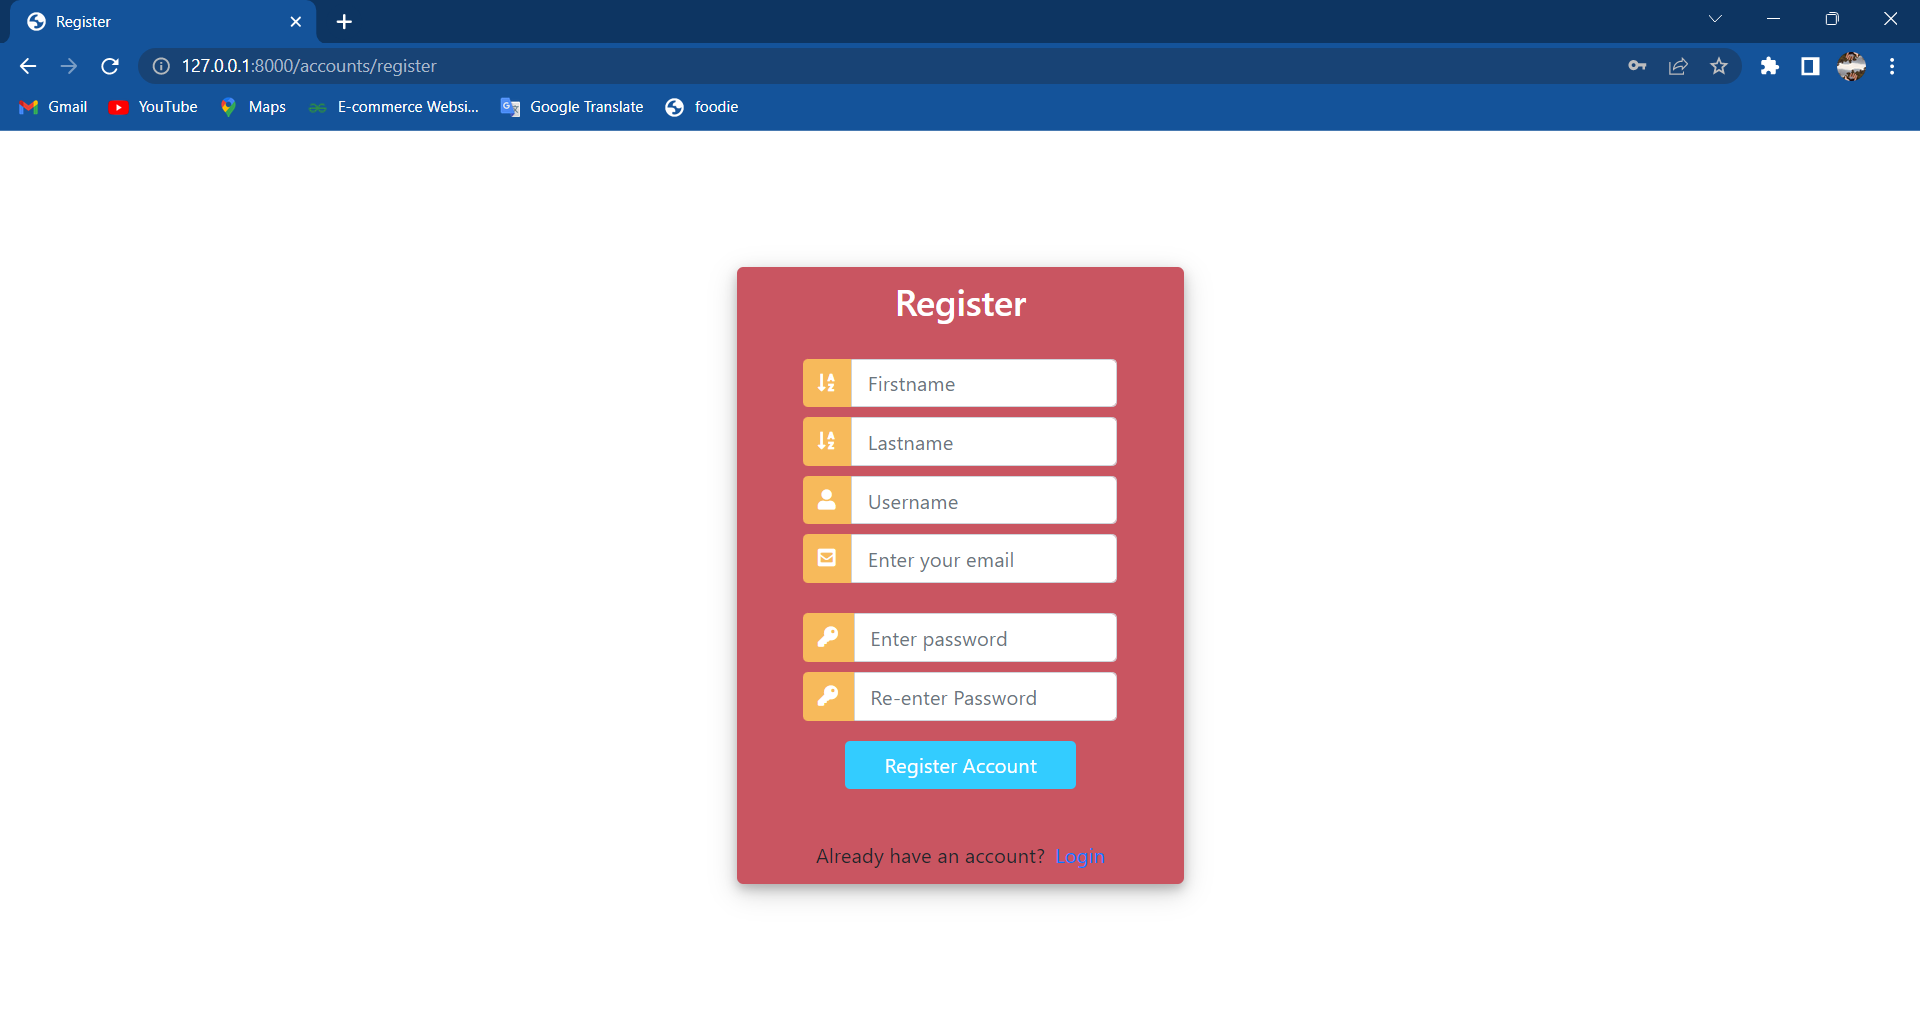 Register
127.0.0.1:8000/accounts/register
Gmail YouTube Maps E-commerce Websi... Google Translate foodie
Register
Firstname
Lastname
Username
Enter your email
Enter password
Re-enter Password
Register Account
Already have an account? Login